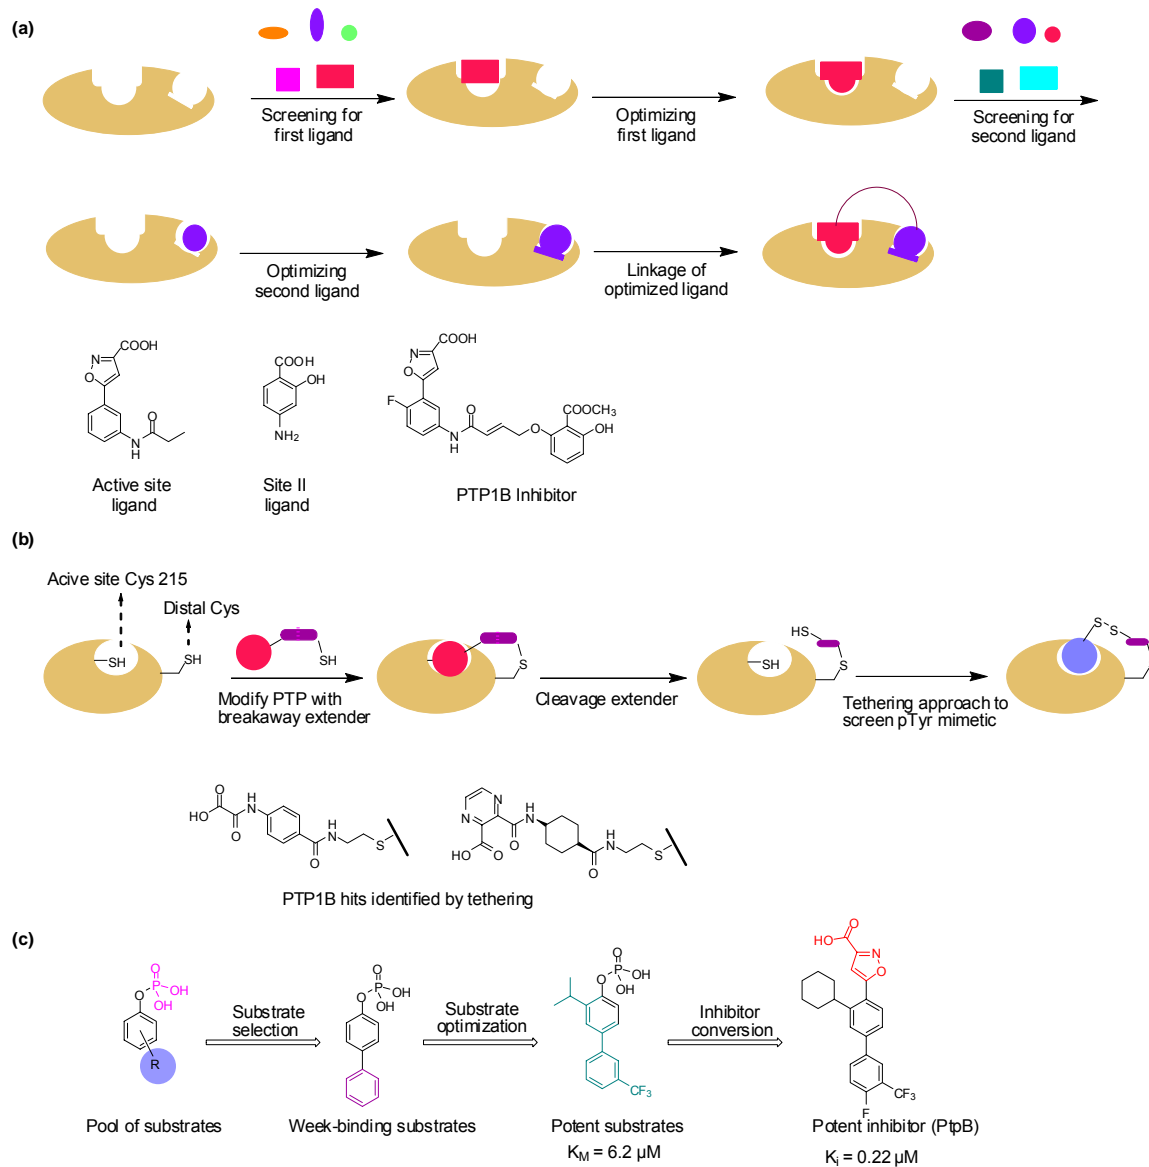 (a)
Screening for
first ligand
Optimizing
first ligand
Screening for
second ligand
Optimizing
second ligand
Linkage of
optimized ligand
COOH
N
O
O
N
H
Active site
ligand
COOH
OH
NH2
Site II
ligand
COOH
N
O
F
O
N
H
O
COOCH3
OH
PTP1B Inhibitor
(b)
Acive site Cys 215
Distal Cys
SH
SH
SH
Modify PTP with
breakaway extender
S
Cleavage extender
HS
SH
S
Tethering approach to
screen pTyr mimetic
S
S
S
O
HO
O
H
N
O
H
N
S
N
N
HO
O
O
H
N
O
H
N
S
PTP1B hits identified by tethering
(c)
O
P
OH
OH
O
R
Pool of substrates
Substrate
selection
O
P
OH
OH
O
Week-binding substrates
Substrate
optimization
O
P
OH
OH
O
CF3
Potent substrates
KM = 6.2 µM
Inhibitor
conversion
O
HO
N
O
CF3
F
Potent inhibitor (PtpB)
Ki = 0.22 µM